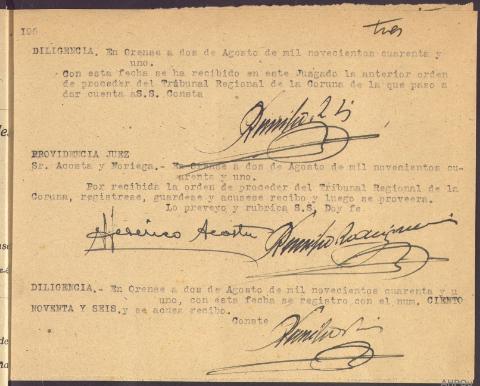 196
tres
DILIGENCIA. En Orense a dos de Agosto de mil novecientos cuarenta y
uno.
Con esta fecha se ha recibido en este Juzgado la anterior orden
de proceder del Tribunal Regional de la Coruna de la que paso a
dar cuenta aS.S. Consta
PROVIDENCIA JUEZ
Sr. Acosta y Noriega.- En Orense a dos de Agosto de mil novecientos cu-
arenta y uno.
Por recibida la orden de proceder del Tribunal Regional de la
Coruna, registrese, guardese y acusese recibo y luego se proveera.
Lo proveyo y rubrica S.S. Doy fe
Acosta
DILIGENCIA.- En Orense a dos de Agosto de mil novecientos cuarenta y u
uno, con esta fecha se registro con el num. CIENTO
NOVENTA Y SEIS.y se acusa recibo.
Conste